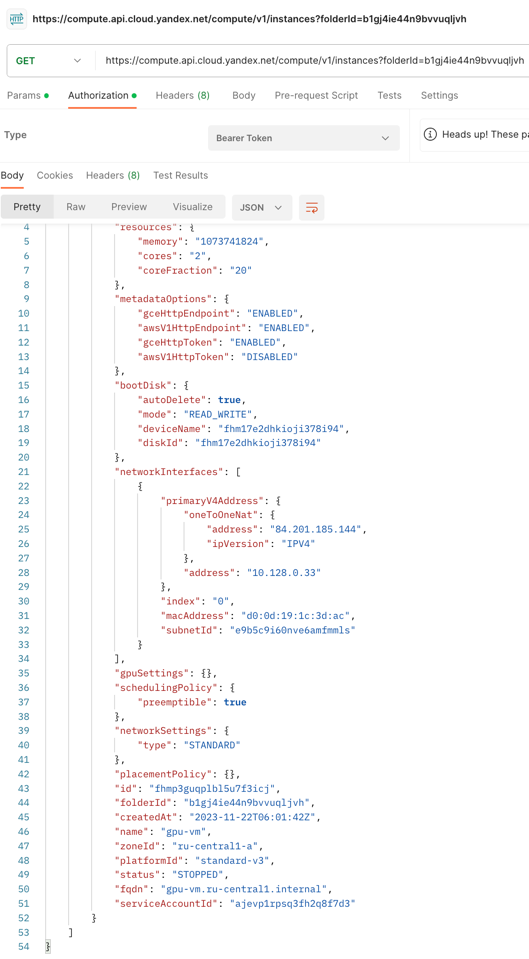 HTTP https://compute.api.cloud.yandex.net/compute/v1/instances?folderId=b1gj4ie44n9bvvuqljvh
GET https://compute.api.cloud.yandex.net/compute/v1/instances?folderId=b1gj4ie44n9bvvuqljvh
Params Authorization Headers (8) Body Pre-request Script Tests Settings
Type Bearer Token Heads up! These pa
Body Cookies Headers (8) Test Results
Pretty Raw Preview Visualize JSON
4 "resources": {
5 "memory": "1073741824",
6 "cores": "2",
7 "coreFraction": "20"
8 },
9 "metadataOptions": {
10 "gceHttpEndpoint": "ENABLED",
11 "awsV1HttpEndpoint": "ENABLED",
12 "gceHttpToken": "ENABLED",
13 "awsV1HttpToken": "DISABLED"
14 },
15 "bootDisk": {
16 "autoDelete": true,
17 "mode": "READ_WRITE",
18 "deviceName": "fhm17e2dhkioji378i94",
19 "diskId": "fhm17e2dhkioji378i94"
20 },
21 "networkInterfaces": [
22 {
23 "primaryV4Address": {
24 "oneToOneNat": {
25 "address": "84.201.185.144",
26 "ipVersion": "IPV4"
27 },
28 "address": "10.128.0.33"
29 },
30 "index": "0",
31 "macAddress": "d0:0d:19:1c:3d:ac",
32 "subnetId": "e9b5c9i60nve6amfmmls"
33 }
34 ],
35 "gpuSettings": {},
36 "schedulingPolicy": {
37 "preemptible": true
38 },
39 "networkSettings": {
40 "type": "STANDARD"
41 },
42 "placementPolicy": {},
43 "id": "fhmp3guqplbl5u7f3icj",
44 "folderId": "b1gj4ie44n9bvvuqljvh",
45 "createdAt": "2023-11-22T06:01:42Z",
46 "name": "gpu-vm",
47 "zoneId": "ru-central1-a",
48 "platformId": "standard-v3",
49 "status": "STOPPED",
50 "fqdn": "gpu-vm.ru-central1.internal",
51 "serviceAccountId": "ajevp1rpsq3fh2q8f7d3"
52 }
53 ]
54 }